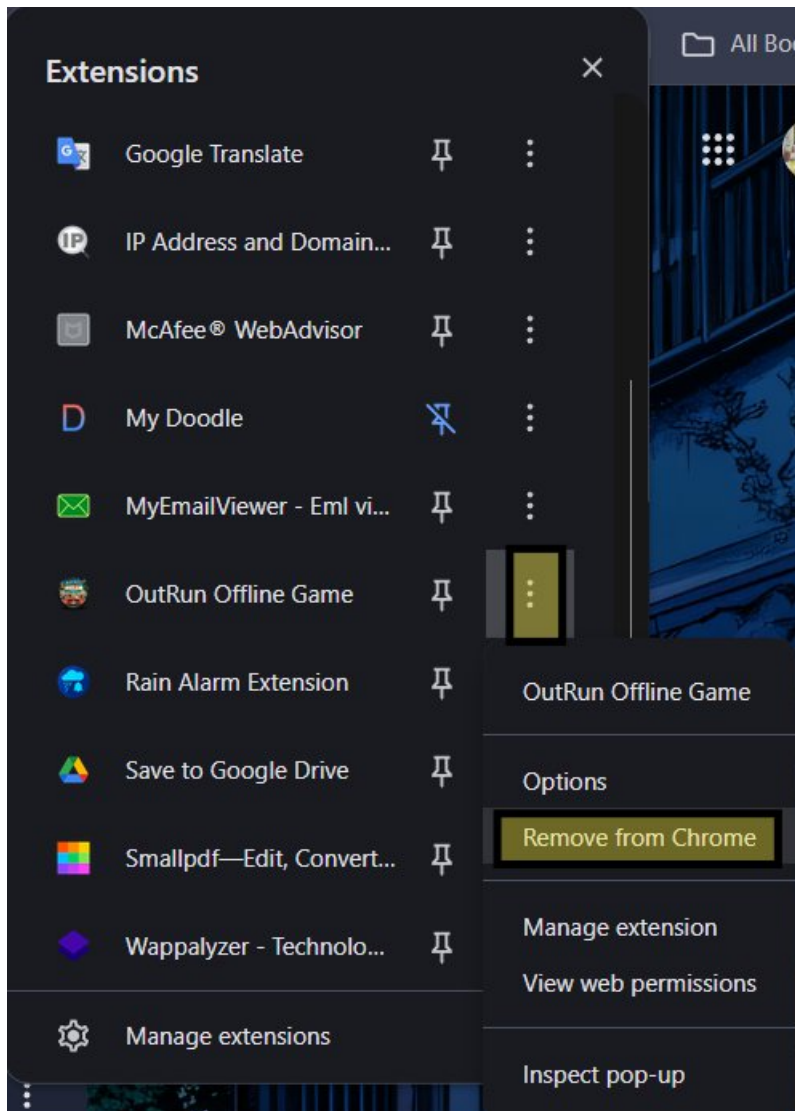 All Boo
Extensions
Google Translate
IP Address and Domain...
McAfee® WebAdvisor
My Doodle
MyEmailViewer - Eml vi...
OutRun Offline Game
Rain Alarm Extension
OutRun Offline Game
Save to Google Drive
Options
Remove from Chrome
Smallpdf—Edit, Convert...
Manage extension
Wappalyzer - Technolo...
View web permissions
Manage extensions
Inspect pop-up